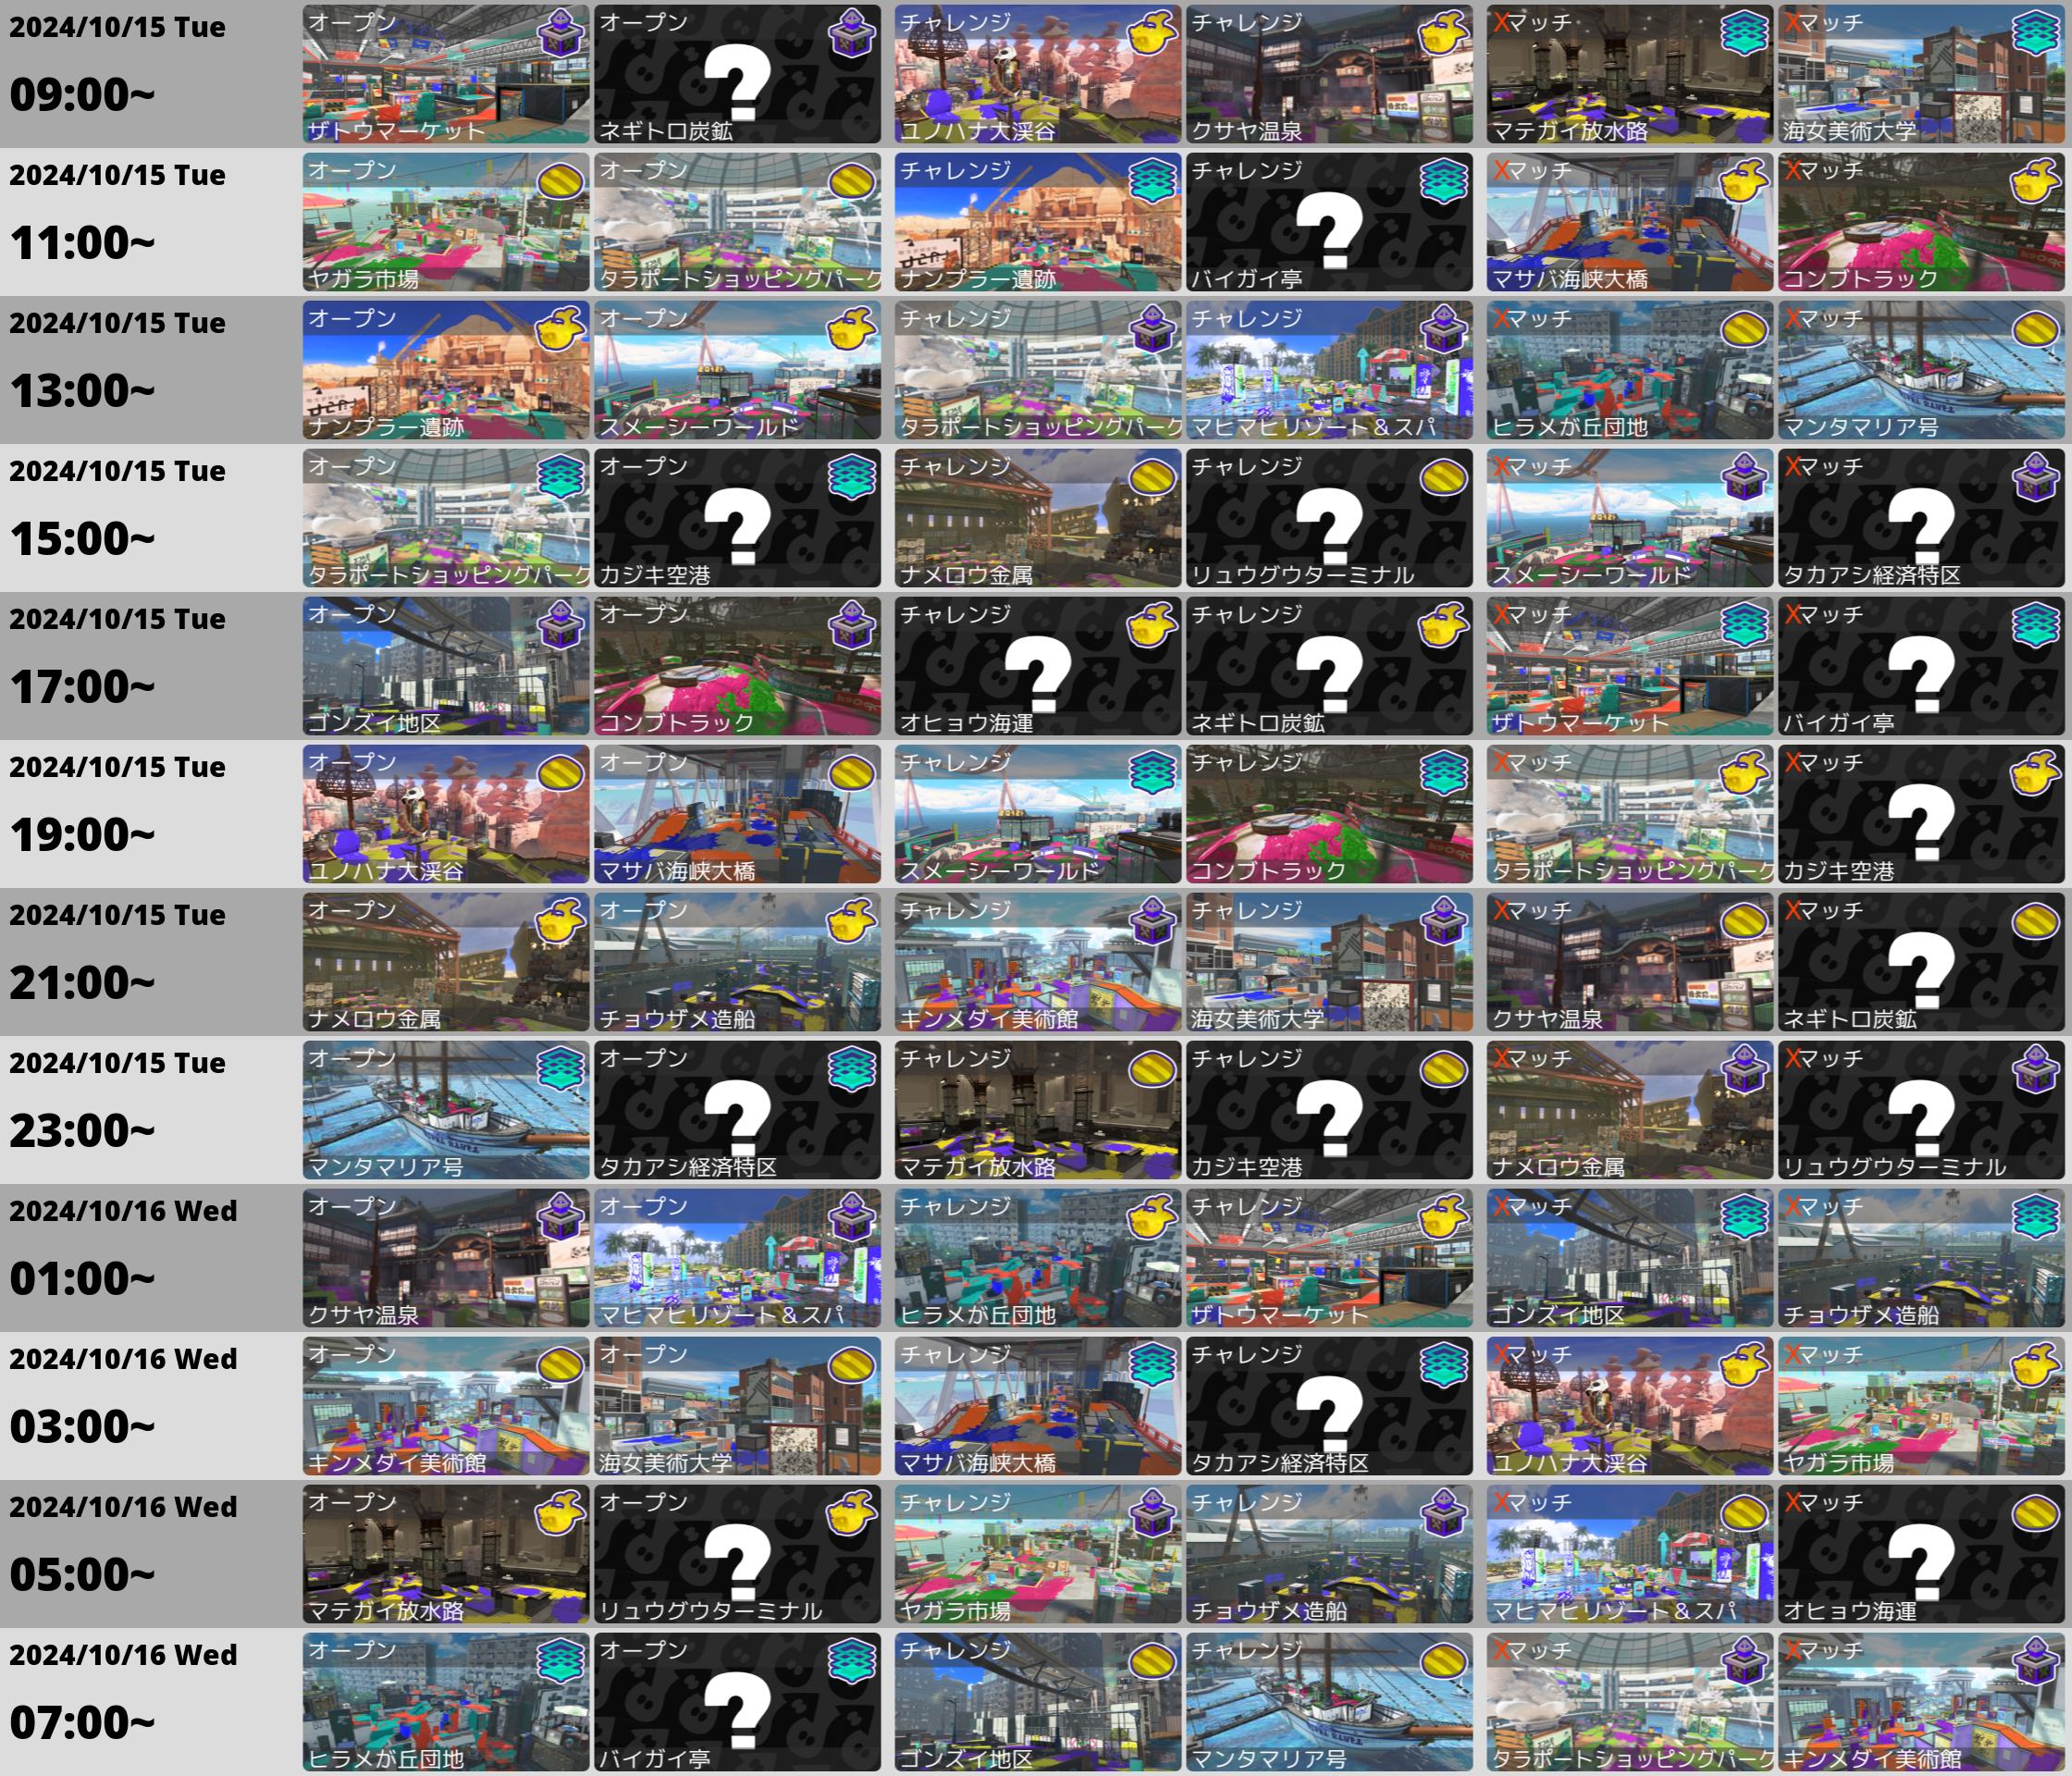 2024/10/15 Tue
09:00~
オープン オープン チャレンジ チャレンジ Xマッチ Xマッチ
ザトウマーケット ネギトロ炭鉱 ユノハナ大渓谷 クサヤ温泉 マテガイ放水路 海女美術大学
2024/10/15 Tue
11:00~
オープン オープン チャレンジ チャレンジ Xマッチ Xマッチ
ヤガラ市場 タラポートショッピングパーク ナンプラー遺跡 バイガイ亭 マサバ海峡大橋 コンブトラック
2024/10/15 Tue
13:00~
オープン オープン チャレンジ チャレンジ Xマッチ Xマッチ
ナンプラー遺跡 スメーシーワールド タラポートショッピングパーク マヒマヒリゾート&スパ ヒラメが丘団地 マンタマリア号
2024/10/15 Tue
15:00~
オープン オープン チャレンジ チャレンジ Xマッチ Xマッチ
タラポートショッピングパーク カジキ空港 ナメロウ金属 リュウグウターミナル スメーシーワールド タカアシ経済特区
2024/10/15 Tue
17:00~
オープン オープン チャレンジ チャレンジ Xマッチ Xマッチ
ゴンズイ地区 コンブトラック オヒョウ海運 ネギトロ炭鉱 ザトウマーケット バイガイ亭
2024/10/15 Tue
19:00~
オープン オープン チャレンジ チャレンジ Xマッチ Xマッチ
ユノハナ大渓谷 マサバ海峡大橋 スメーシーワールド コンブトラック タラポートショッピングパーク カジキ空港
2024/10/15 Tue
21:00~
オープン オープン チャレンジ チャレンジ Xマッチ Xマッチ
ナメロウ金属 チョウザメ造船 キンメダイ美術館 海女美術大学 クサヤ温泉 ネギトロ炭鉱
2024/10/15 Tue
23:00~
オープン オープン チャレンジ チャレンジ Xマッチ Xマッチ
マンタマリア号 タカアシ経済特区 マテガイ放水路 カジキ空港 ナメロウ金属 リュウグウターミナル
2024/10/16 Wed
01:00~
オープン オープン チャレンジ チャレンジ Xマッチ Xマッチ
クサヤ温泉 マヒマヒリゾート&スパ ヒラメが丘団地 ザトウマーケット ゴンズイ地区 チョウザメ造船
2024/10/16 Wed
03:00~
オープン オープン チャレンジ チャレンジ Xマッチ Xマッチ
キンメダイ美術館 海女美術大学 マサバ海峡大橋 タカアシ経済特区 ユノハナ大渓谷 ヤガラ市場
2024/10/16 Wed
05:00~
オープン オープン チャレンジ チャレンジ Xマッチ Xマッチ
マテガイ放水路 リュウグウターミナル ヤガラ市場 チョウザメ造船 マヒマヒリゾート&スパ オヒョウ海運
2024/10/16 Wed
07:00~
オープン オープン チャレンジ チャレンジ Xマッチ Xマッチ
ヒラメが丘団地 バイガイ亭 ゴンズイ地区 マンタマリア号 タラポートショッピングパーク キンメダイ美術館